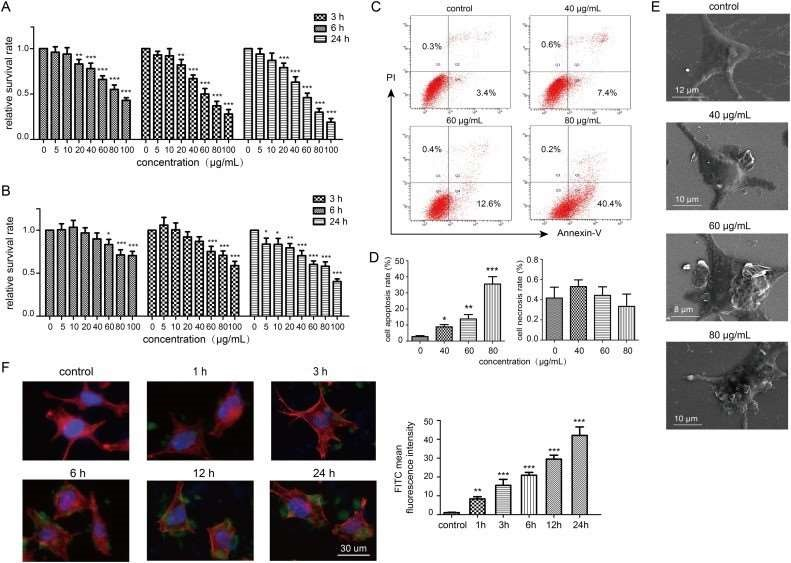 A
relative survival rate
1.0
0.5
0
3 h
6 h
24 h
** *** *** *** ***
** *** *** *** ***
*** *** *** *** ***
0 5 10 20 40 60 80 100 0 5 10 20 40 60 80 100 0 5 10 20 40 60 80 100
concentration (μg/mL)
B
relative survival rate
1.0
0.5
0
3 h
6 h
24 h
* *** ***
*** *** ***
* * ** *** *** *** ***
0 5 10 20 40 60 80 100 0 5 10 20 40 60 80 100 0 5 10 20 40 60 80 100
concentration (μg/mL)
C
control
40 μg/mL
0.3%
3.4%
0.6%
7.4%
PI
60 μg/mL
80 μg/mL
0.4%
12.6%
0.2%
40.4%
Annexin-V
D
cell apoptosis rate (%)
60
50
40
30
20
10
0
* ** ***
0 40 60 80
cell necrosis rate (%)
0.8
0.6
0.4
0.2
0.0
0 40 60 80
concentration (μg/mL)
E
control
12 μm
40 μg/mL
10 μm
60 μg/mL
8 μm
80 μg/mL
10 μm
F
control
1 h
3 h
6 h
12 h
24 h
30 um
FITC mean
fluorescence intensity
50
40
30
20
10
0
** *** *** *** ***
control 1h 3h 6h 12h 24h